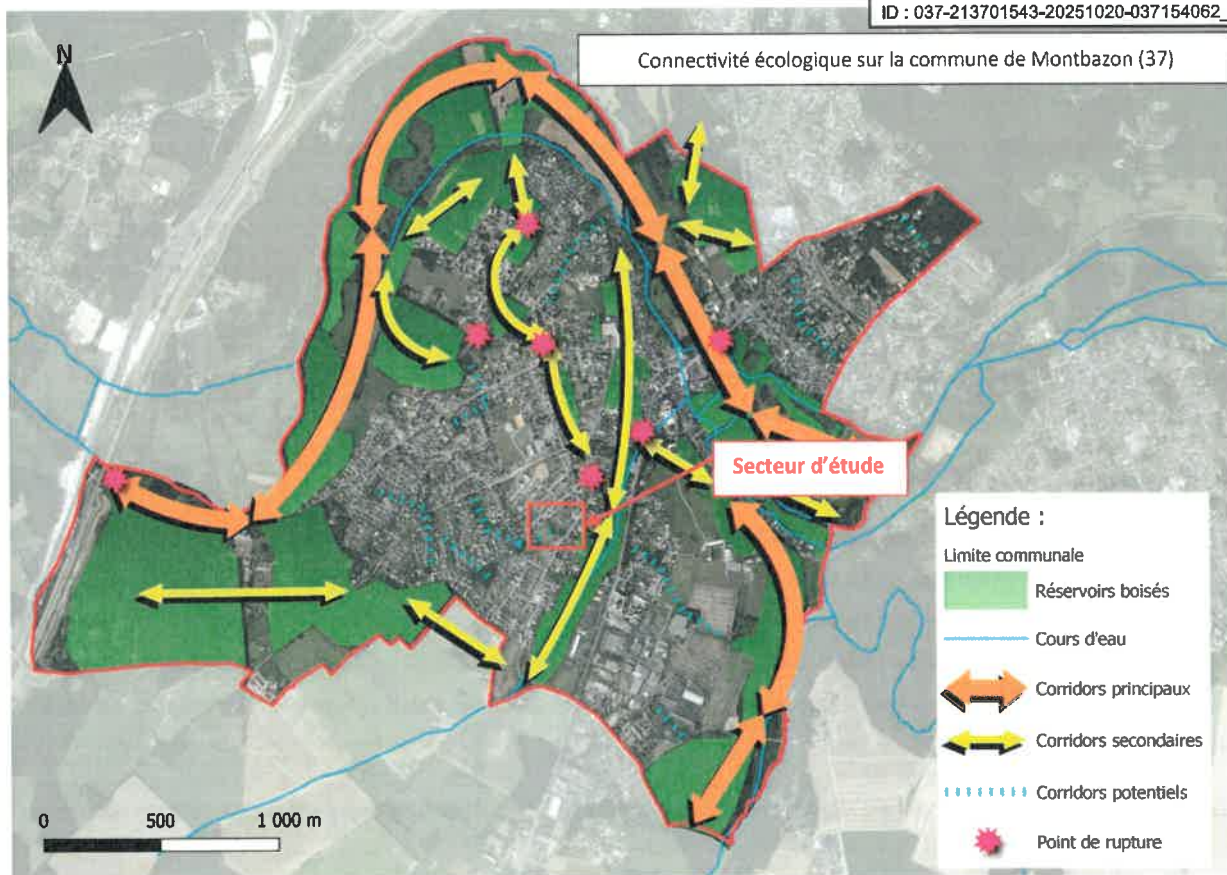 ID : 037-213701543-20251020-037154062_
Connectivité écologique sur la commune de Montbazon (37)
N
Secteur d'étude
Légende :
Limite communale
Réservoirs boisés
Cours d'eau
Corridors principaux
Corridors secondaires
Corridors potentiels
Point de rupture
0 500 1 000 m